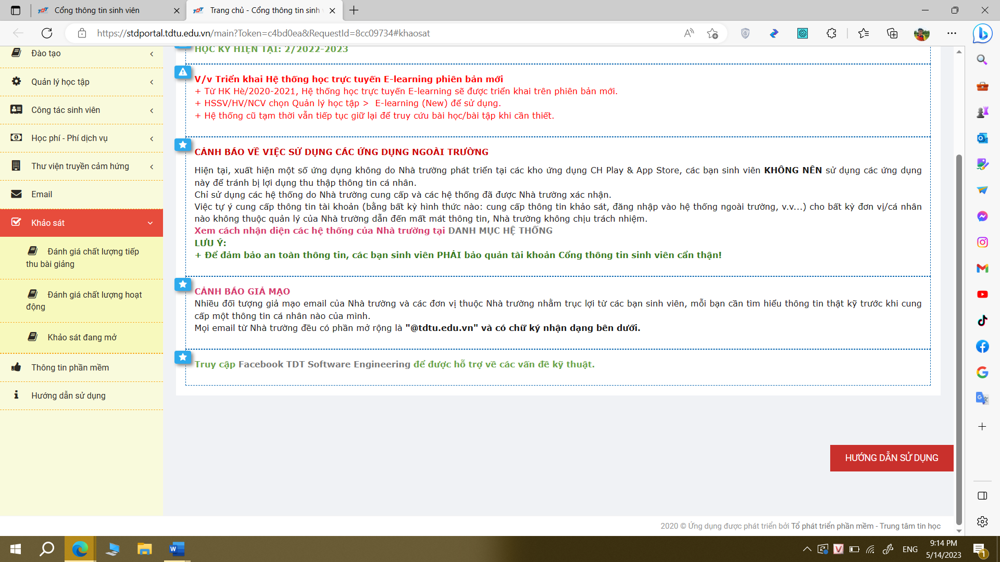 Cổng thông tin sinh viên
Trang chủ - Cổng thông tin sinh
https://stdportal.tdtu.edu.vn/main?Token=c4bd0ea&RequestId=8cc09734#khaosat
Đào tạo
Quản lý học tập
Công tác sinh viên
Học phí - Phí dịch vụ
Thư viện truyền cảm hứng
Email
Khảo sát
Đánh giá chất lượng tiếp
thu bài giảng
Đánh giá chất lượng hoạt
động
Khảo sát đang mở
Thông tin phần mềm
Hướng dẫn sử dụng
HỌC KỲ HIỆN TẠI: 2/2022-2023
V/v Triển khai Hệ thống học trực tuyến E-learning phiên bản mới
+ Từ HK Hè/2020-2021, Hệ thống học trực tuyến E-learning sẽ được triển khai trên phiên bản mới.
+ HSSV/HV/NCV chọn Quản lý học tập > E-learning (New) để sử dụng.
+ Hệ thống cũ tạm thời vẫn tiếp tục giữ lại để truy cứu bài học/bài tập khi cần thiết.
CẢNH BÁO VỀ VIỆC SỬ DỤNG CÁC ỨNG DỤNG NGOÀI TRƯỜNG
Hiện tại, xuất hiện một số ứng dụng không do Nhà trường phát triển tại các kho ứng dụng CH Play & App Store, các bạn sinh viên KHÔNG NÊN sử dụng các ứng dụng
này để tránh bị lợi dụng thu thập thông tin cá nhân.
Chỉ sử dụng các hệ thống do Nhà trường cung cấp và các hệ thống đã được Nhà trường xác nhận.
Việc tự ý cung cấp thông tin tài khoản (bằng bất kỳ hình thức nào: cung cấp thông tin khảo sát, đăng nhập vào hệ thống ngoài trường, v.v...) cho bất kỳ đơn vị/cá nhân
nào không thuộc quản lý của Nhà trường dẫn đến mất mát thông tin, Nhà trường không chịu trách nhiệm.
Xem cách nhận diện các hệ thống của Nhà trường tại DANH MỤC HỆ THỐNG
LƯU Ý:
+ Để đảm bảo an toàn thông tin, các bạn sinh viên PHẢI bảo quản tài khoản Cổng thông tin sinh viên cẩn thận!
CẢNH BÁO GIẢ MẠO
Nhiều đối tượng giả mạo email của Nhà trường và các đơn vị thuộc Nhà trường nhằm trục lợi từ các bạn sinh viên, mỗi bạn cần tìm hiểu thông tin thật kỹ trước khi cung
cấp một thông tin cá nhân nào của mình.
Mọi email từ Nhà trường đều có phần mở rộng là "@tdtu.edu.vn" và có chữ ký nhận dạng bên dưới.
Truy cập Facebook TDT Software Engineering để được hỗ trợ về các vấn đề kỹ thuật.
HƯỚNG DẪN SỬ DỤNG
2020 © Ứng dụng được phát triển bởi Tổ phát triển phần mềm - Trung tâm tin học
ENG
9:14 PM
5/14/2023
1